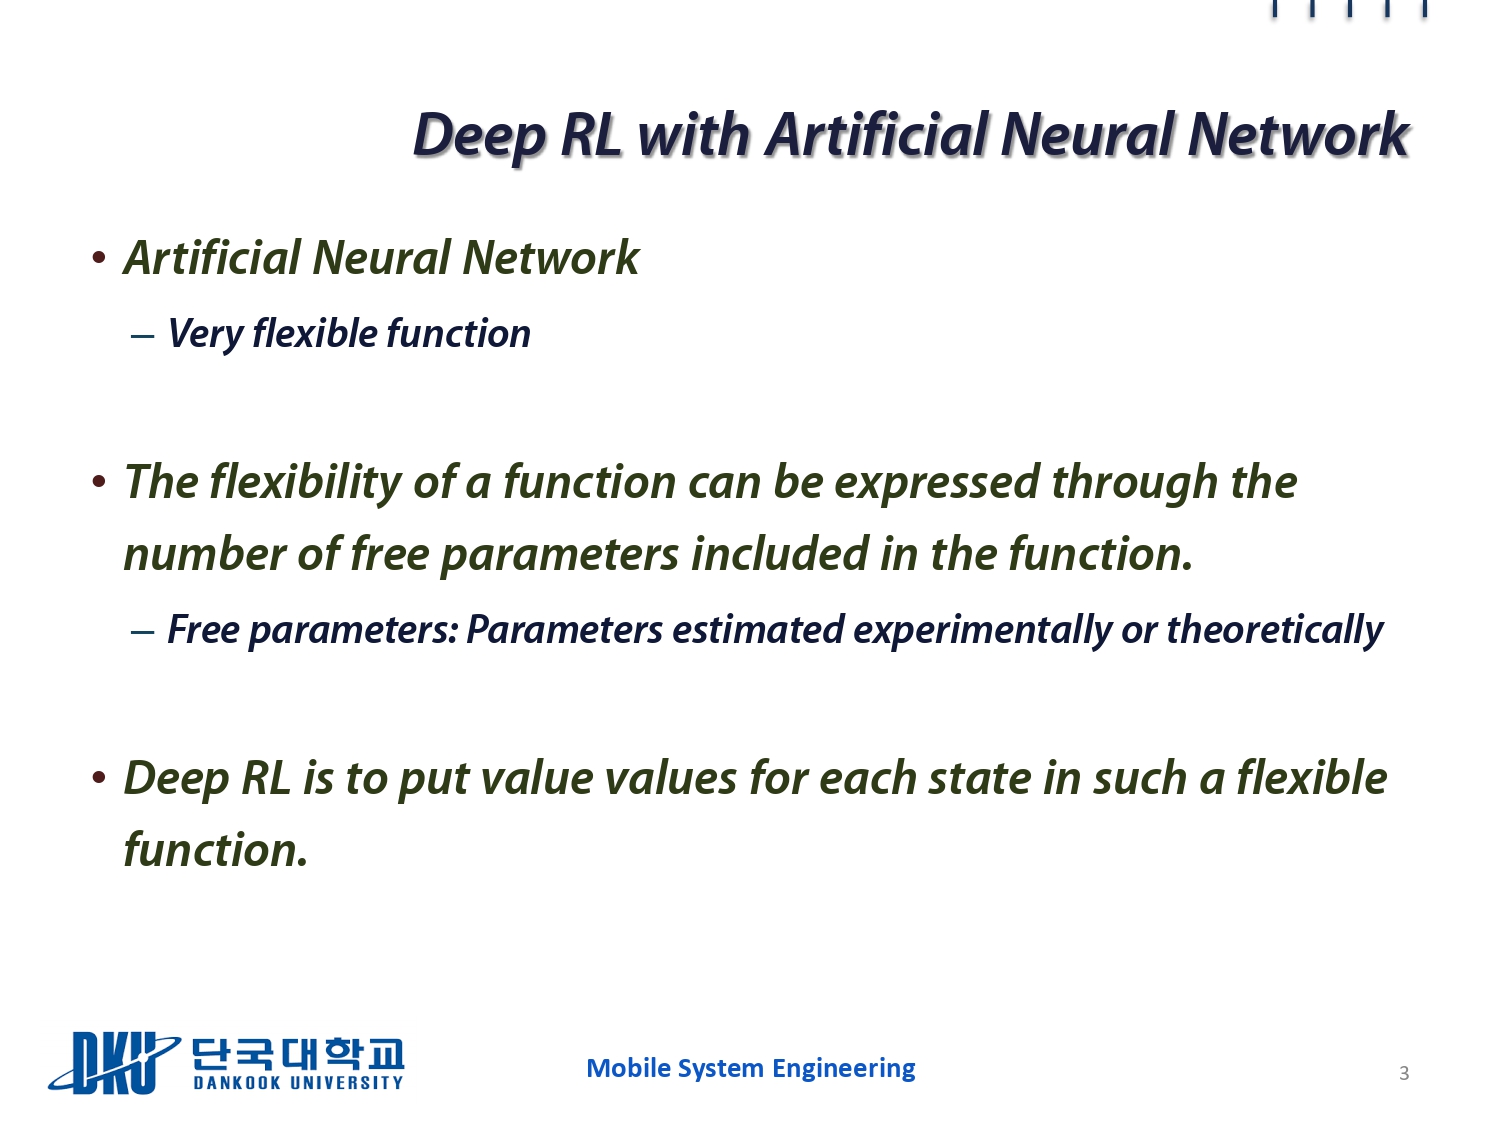 Deep RL with Artificial Neural Network
• Artificial Neural Network
– Very flexible function
• The flexibility of a function can be expressed through the
number of free parameters included in the function.
– Free parameters: Parameters estimated experimentally or theoretically
• Deep RL is to put value values for each state in such a flexible
function.
DKU 단국대학교
DANKOOK UNIVERSITY
Mobile System Engineering
3